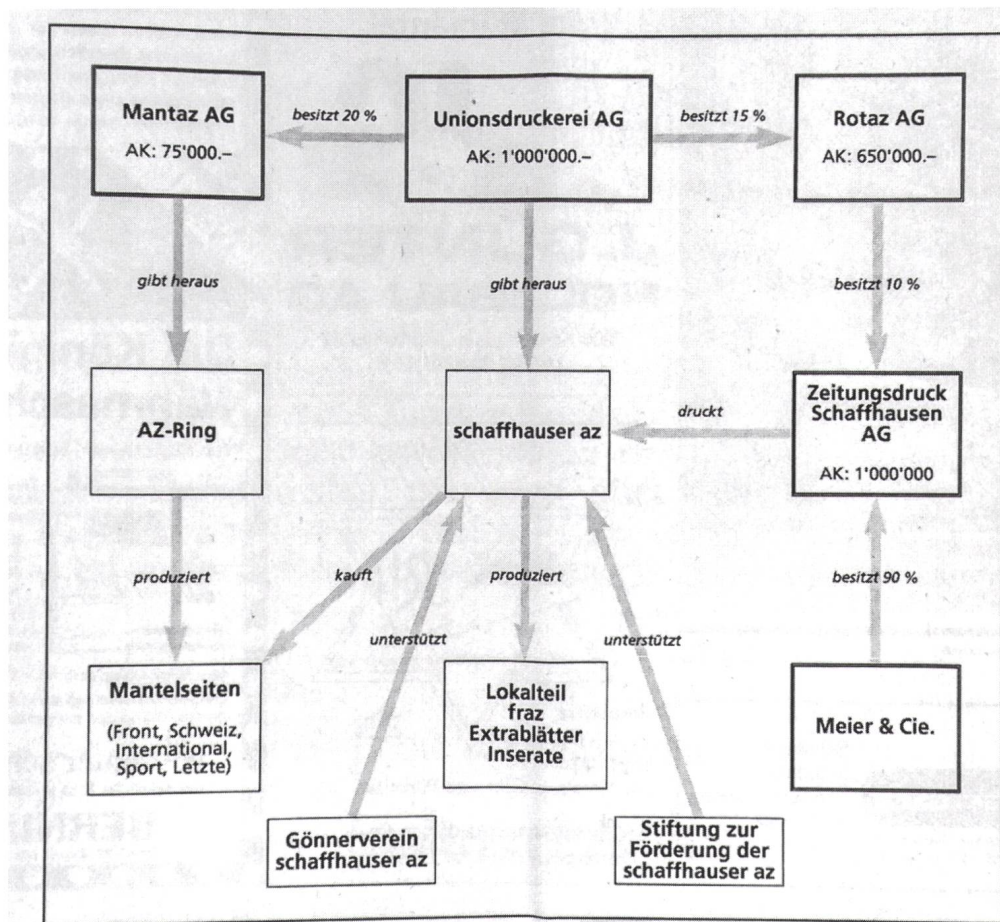 Mantaz AG
AK: 75'000.–
besitzt 20 %
Unionsdruckerei AG
AK: 1'000'000.–
besitzt 15 %
Rotaz AG
AK: 650'000.–
gibt heraus
gibt heraus
besitzt 10 %
AZ-Ring
schaffhauser az
druckt
Zeitungsdruck
Schaffhausen
AG
AK: 1'000'000
produziert
kauft
produziert
besitzt 90 %
unterstützt
unterstützt
Mantelseiten
(Front, Schweiz,
International,
Sport, Letzte)
Lokalteil
fraz
Extrablätter
Inserate
Meier & Cie.
Gönnerverein
schaffhauser az
Stiftung zur
Förderung der
schaffhauser az